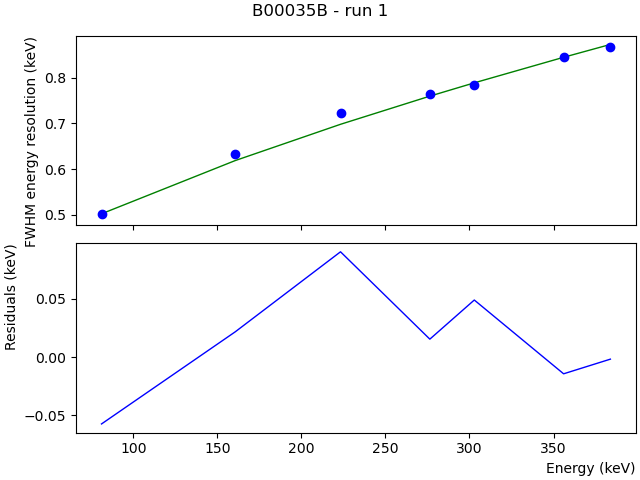 B00035B - run 1
FWHM energy resolution (keV)
0.8
0.7
0.6
0.5
Residuals (keV)
0.05
0.00
−0.05
100 150 200 250 300 350
Energy (keV)